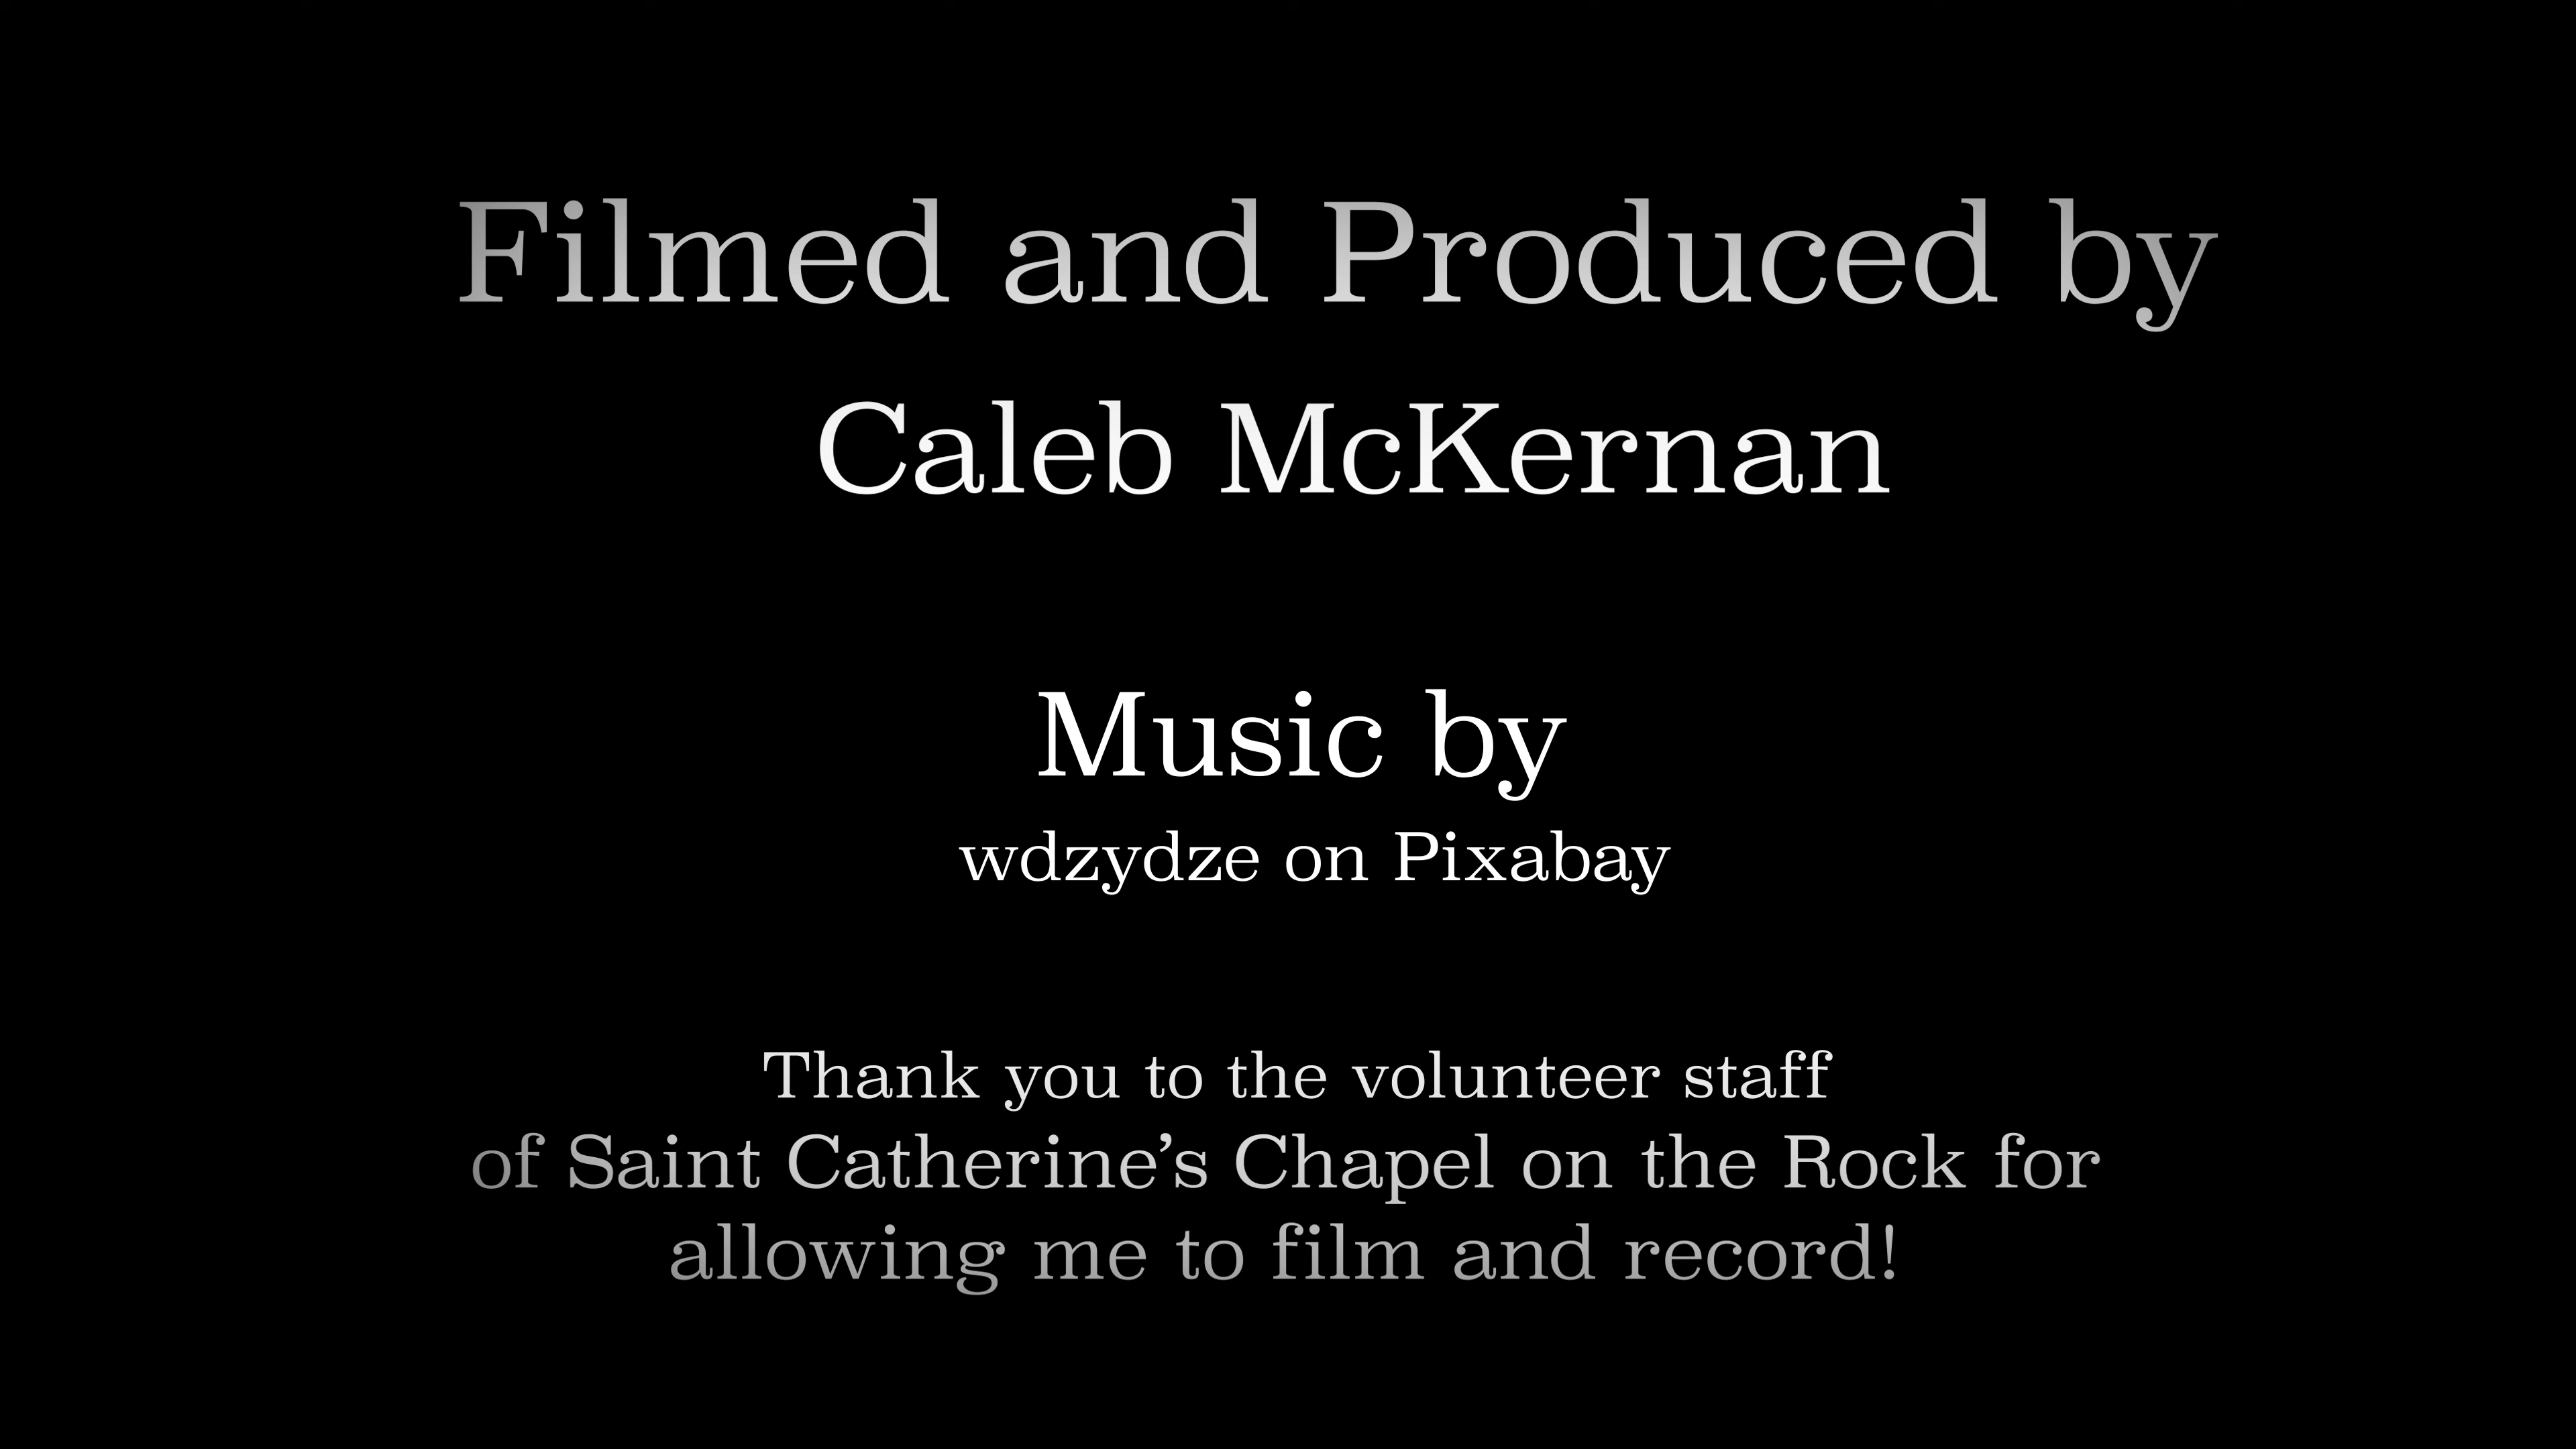 Filmed and Produced by
Caleb McKernan
Music by
wdzydze on Pixabay
Thank you to the volunteer staff
of Saint Catherine’s Chapel on the Rock for
allowing me to film and record!